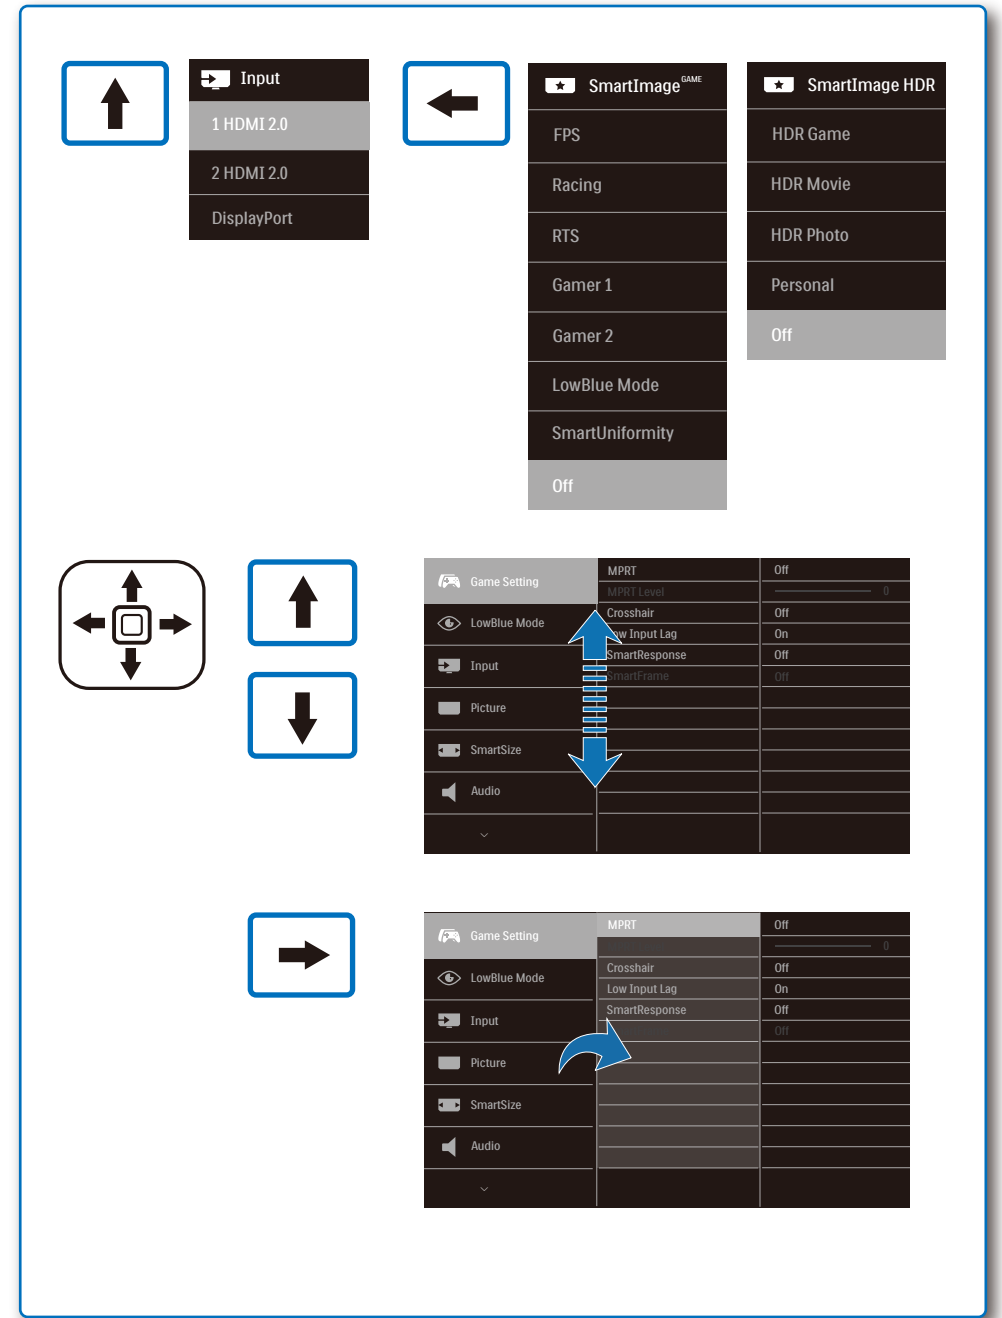 Input
1 HDMI 2.0
2 HDMI 2.0
DisplayPort
SmartImage GAME
FPS
Racing
RTS
Gamer 1
Gamer 2
LowBlue Mode
SmartUniformity
Off
SmartImage HDR
HDR Game
HDR Movie
HDR Photo
Personal
Off
Game Setting
LowBlue Mode
Input
Picture
SmartSize
Audio
MPRT Off
MPRT Level 0
Crosshair Off
Low Input Lag On
SmartResponse Off
SmartFrame Off
Game Setting
LowBlue Mode
Input
Picture
SmartSize
Audio
MPRT Off
0
Crosshair Off
Low Input Lag On
SmartResponse Off
Off